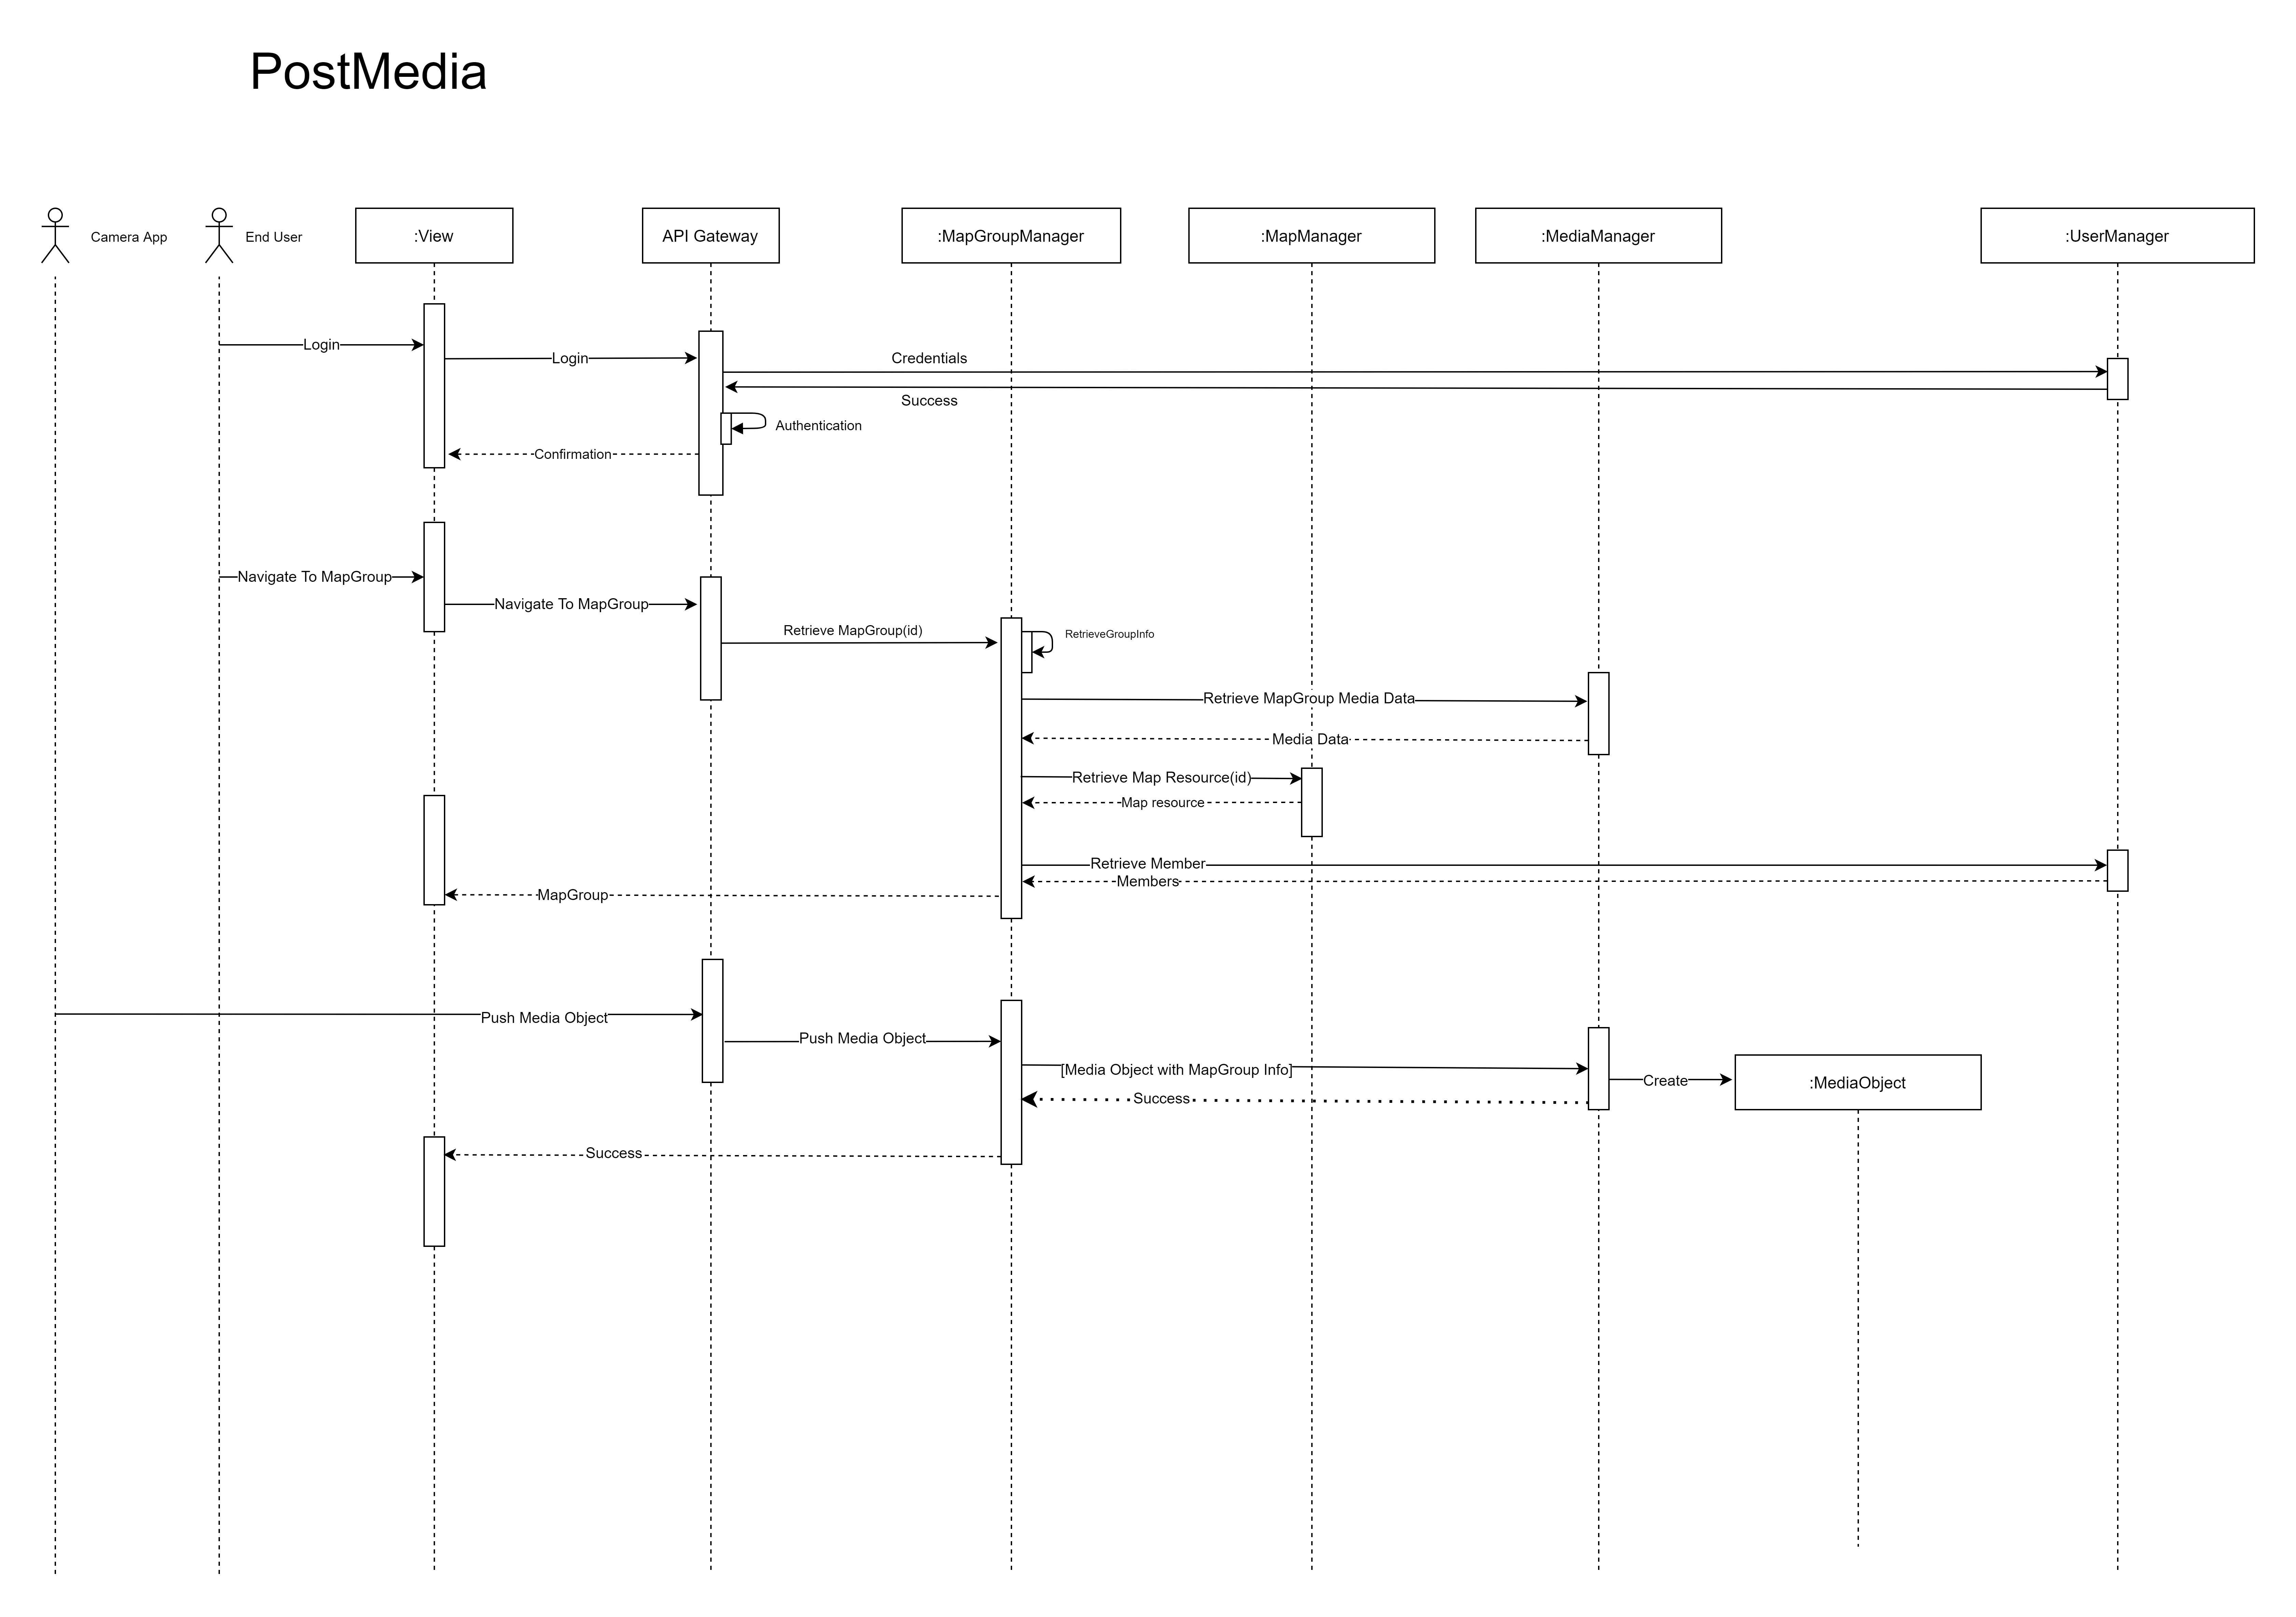 PostMedia
Camera App
End User
:View
API Gateway
:MapGroupManager
:MapManager
:MediaManager
:UserManager
Login
Login
Credentials
Success
Authentication
Confirmation
Navigate To MapGroup
Navigate To MapGroup
Retrieve MapGroup(id)
RetrieveGroupInfo
Retrieve MapGroup Media Data
Media Data
Retrieve Map Resource(id)
Map resource
Retrieve Member
Members
MapGroup
Push Media Object
Push Media Object
[Media Object with MapGroup Info]
Create
:MediaObject
Success
Success